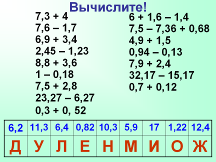 Вычислите!
7,3 + 4
7,6 – 1,7
6,9 + 3,4
2,45 – 1,23
8,8 + 3,6
1 – 0,18
7,5 + 2,8
23,27 – 6,27
0,3 + 0, 52
6 + 1,6 – 1,4
7,5 – 7,36 + 0,68
4,9 + 1,5
0,94 – 0,13
7,9 + 2,4
32,17 – 15,17
0,7 + 0,12
6,2 11,3 6,4 0,82 10,3 5,9 17 1,22 12,4
Д У Л Е Н М И О Ж